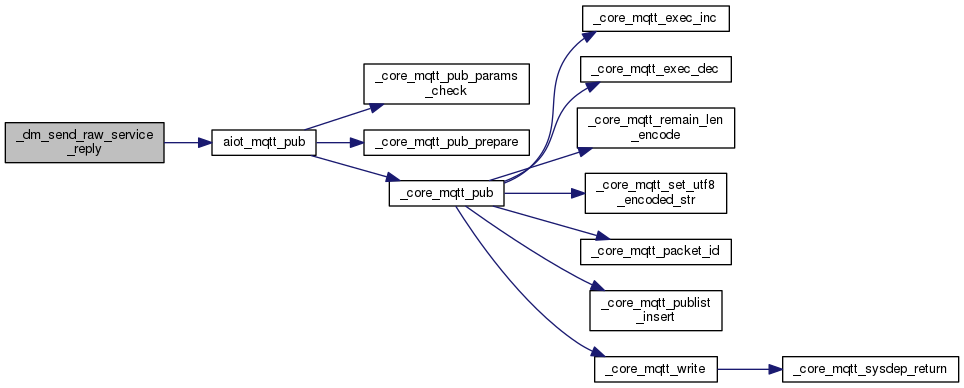 _dm_send_raw_service
_reply
aiot_mqtt_pub
_core_mqtt_pub_params
_check
_core_mqtt_pub_prepare
_core_mqtt_pub
_core_mqtt_exec_inc
_core_mqtt_exec_dec
_core_mqtt_remain_len
_encode
_core_mqtt_set_utf8
_encoded_str
_core_mqtt_packet_id
_core_mqtt_publist
_insert
_core_mqtt_write
_core_mqtt_sysdep_return